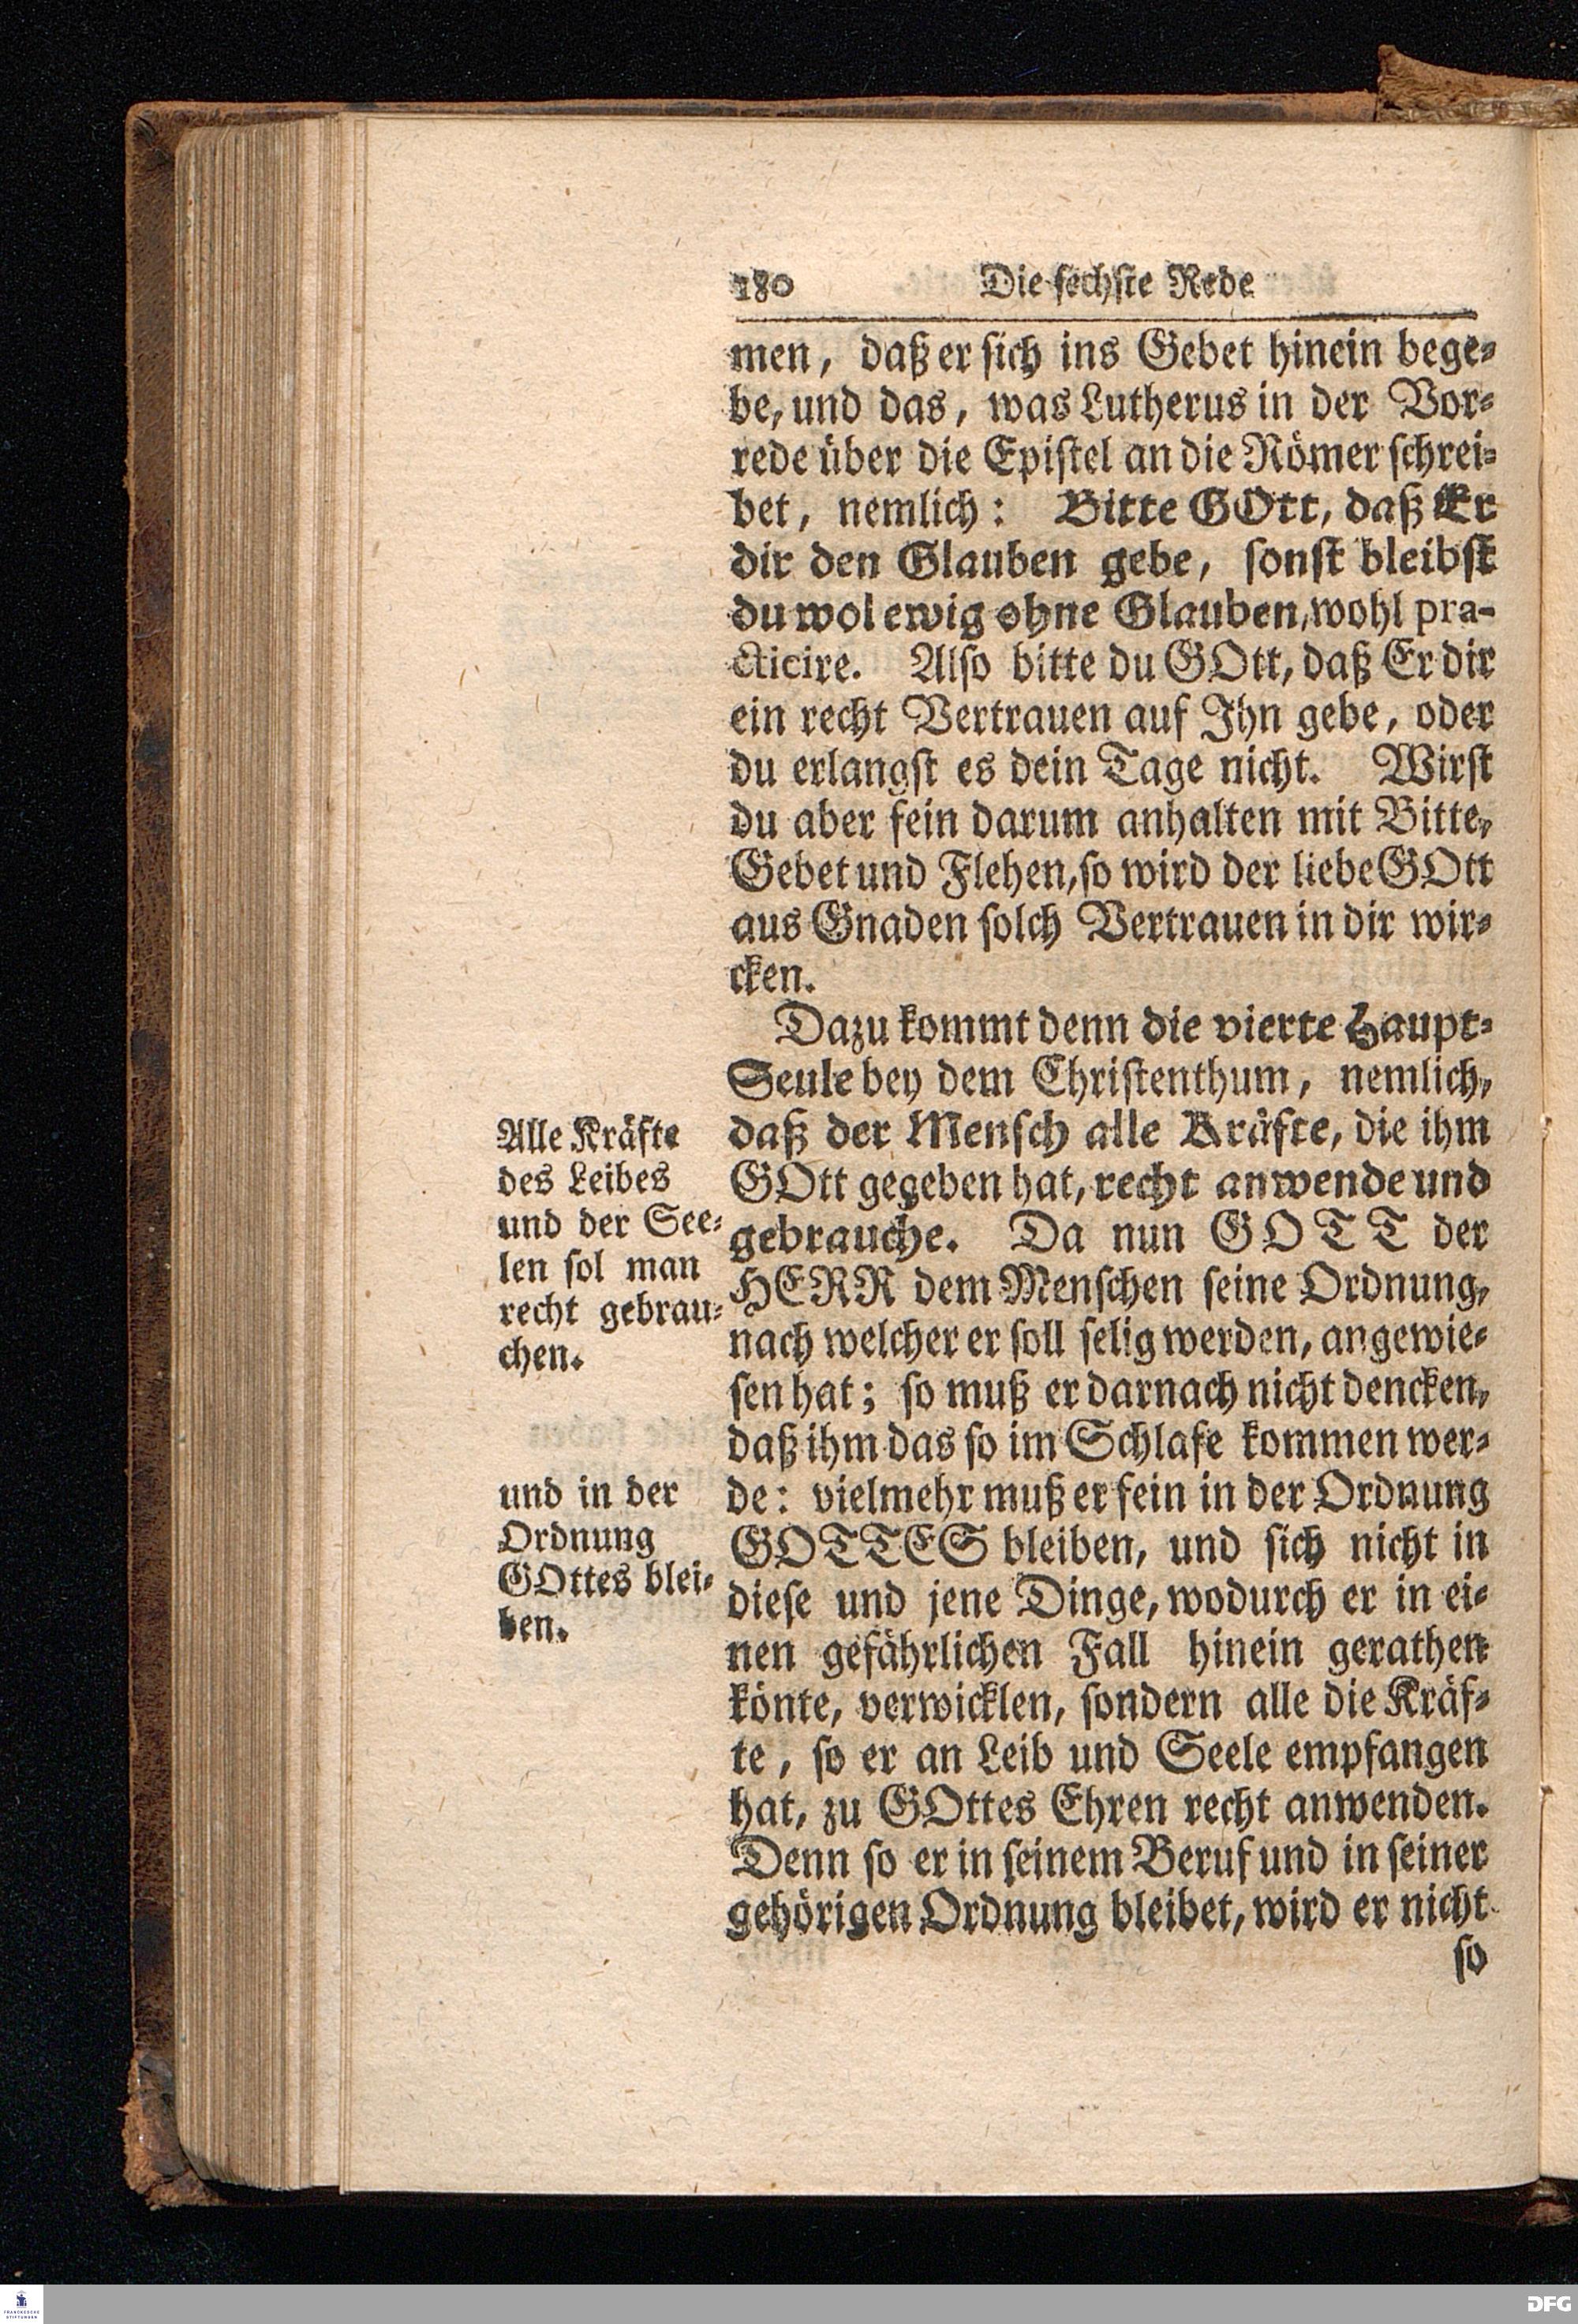 180 Die sechste Rede
men, daß er sich ins Gebet hinein bege-
be, und das, was Lutherus in der Vor-
rede über die Epistel an die Römer schrei-
bet, nemlich: Bitte GOtt, daß Er
dir den Glauben gebe, sonst bleibst
du wol ewig ohne Glauben, wohl pra-
cticire. Also bitte du GOtt, daß Er dir
ein recht Vertrauen auf Ihn gebe, oder
du erlangst es dein Tage nicht. Wirst
du aber fein darum anhalten mit Bitte,
Gebet und Flehen, so wird der liebe GOtt
aus Gnaden solch Vertrauen in dir wir-
cken.
Dazu kommt denn die vierte Haupt-
Seule bey dem Christenthum, nemlich,
daß der Mensch alle Kräfte, die ihm
GOtt gegeben hat, recht anwende und
gebrauche. Da nun GOTT der
HERR dem Menschen seine Ordnung,
nach welcher er soll selig werden, angewie-
sen hat; so muß er darnach nicht dencken,
daß ihm das so im Schlafe kommen wer-
de: vielmehr muß er fein in der Ordnung
GOTTES bleiben, und sich nicht in
diese und jene Dinge, wodurch er in ei-
nen gefährlichen Fall hinein gerathen
könte, verwicklen, sondern alle die Kräf-
te, so er an Leib und Seele empfangen
hat, zu GOttes Ehren recht anwenden.
Denn so er in seinem Beruf und in seiner
gehörigen Ordnung bleibet, wird er nicht
so
Alle Kräfte
des Leibes
und der See-
len sol man
recht gebrau-
chen.
und in der
Ordnung
GOttes blei-
ben.
FRANCKESCHE
STIFTUNGEN
DFG